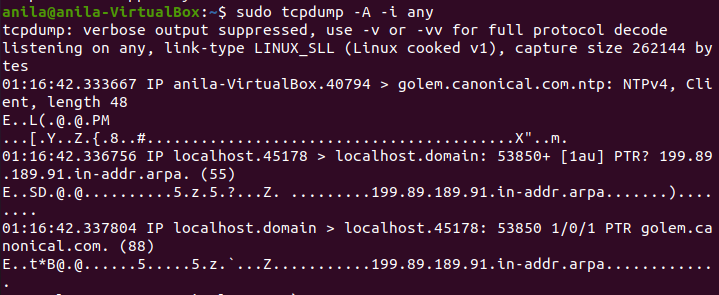 anila@anila-VirtualBox:~$ sudo tcpdump -A -i any
tcpdump: verbose output suppressed, use -v or -vv for full protocol decode
listening on any, link-type LINUX_SLL (Linux cooked v1), capture size 262144 by
tes
01:16:42.333667 IP anila-VirtualBox.40794 > golem.canonical.com.ntp: NTPv4, Cli
ent, length 48
E..L(.@.@.PM
...[.Y..Z.{.8..#........................................X"..m.
01:16:42.336756 IP localhost.45178 > localhost.domain: 53850+ [1au] PTR? 199.89
.189.91.in-addr.arpa. (55)
E..SD.@.@..........5.z.5.?...Z. .........199.89.189.91.in-addr.arpa.......)....
....
01:16:42.337804 IP localhost.domain > localhost.45178: 53850 1/0/1 PTR golem.ca
nonical.com. (88)
E..t*B@.@......5.....5.z.`...Z...........199.89.189.91.in-addr.arpa............
.